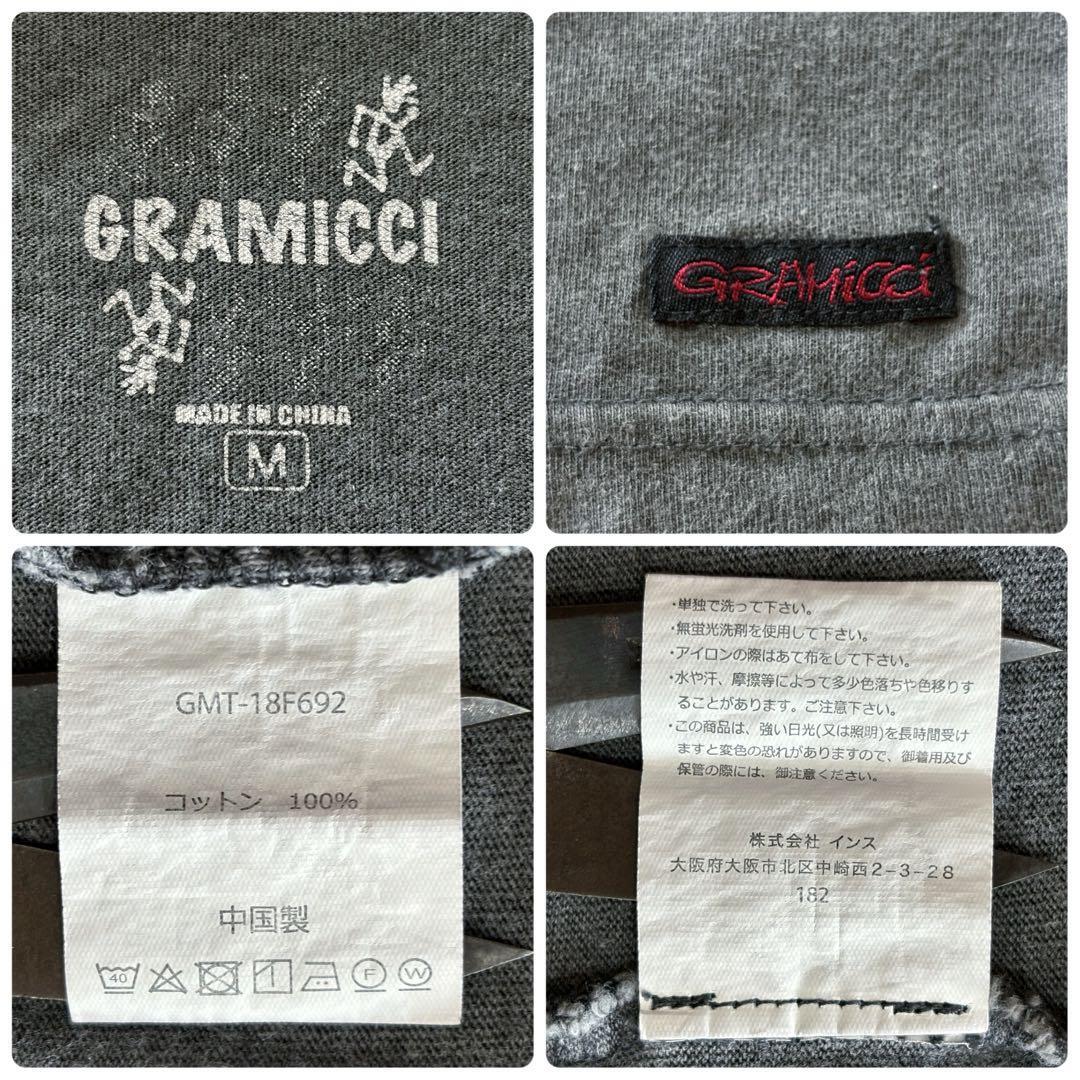 GRAMICCI
MADE IN CHINA
M
GRAMICCI
GMT-18F692
コットン 100%
中国製
40
F
W
・単独で洗って下さい。
・無蛍光洗剤を使用して下さい。
・アイロンの際はあて布をして下さい。
・水や汗、摩擦等によって多少色落ちや色移りす
ることがあります。ご注意下さい。
・この商品は、強い日光(又は照明)を長時間受け
ますと変色の恐れがありますので、御着用及び
保管の際には、御注意ください。
株式会社 インス
大阪府大阪市北区中崎西2-3-28
182